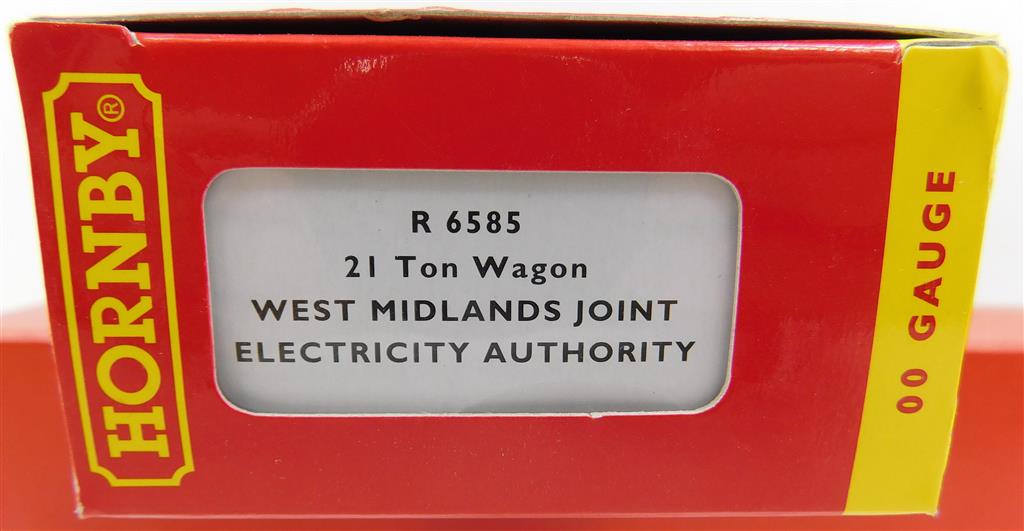 HORNBY®
R 6585
21 Ton Wagon
WEST MIDLANDS JOINT
ELECTRICITY AUTHORITY
00 GAUGE